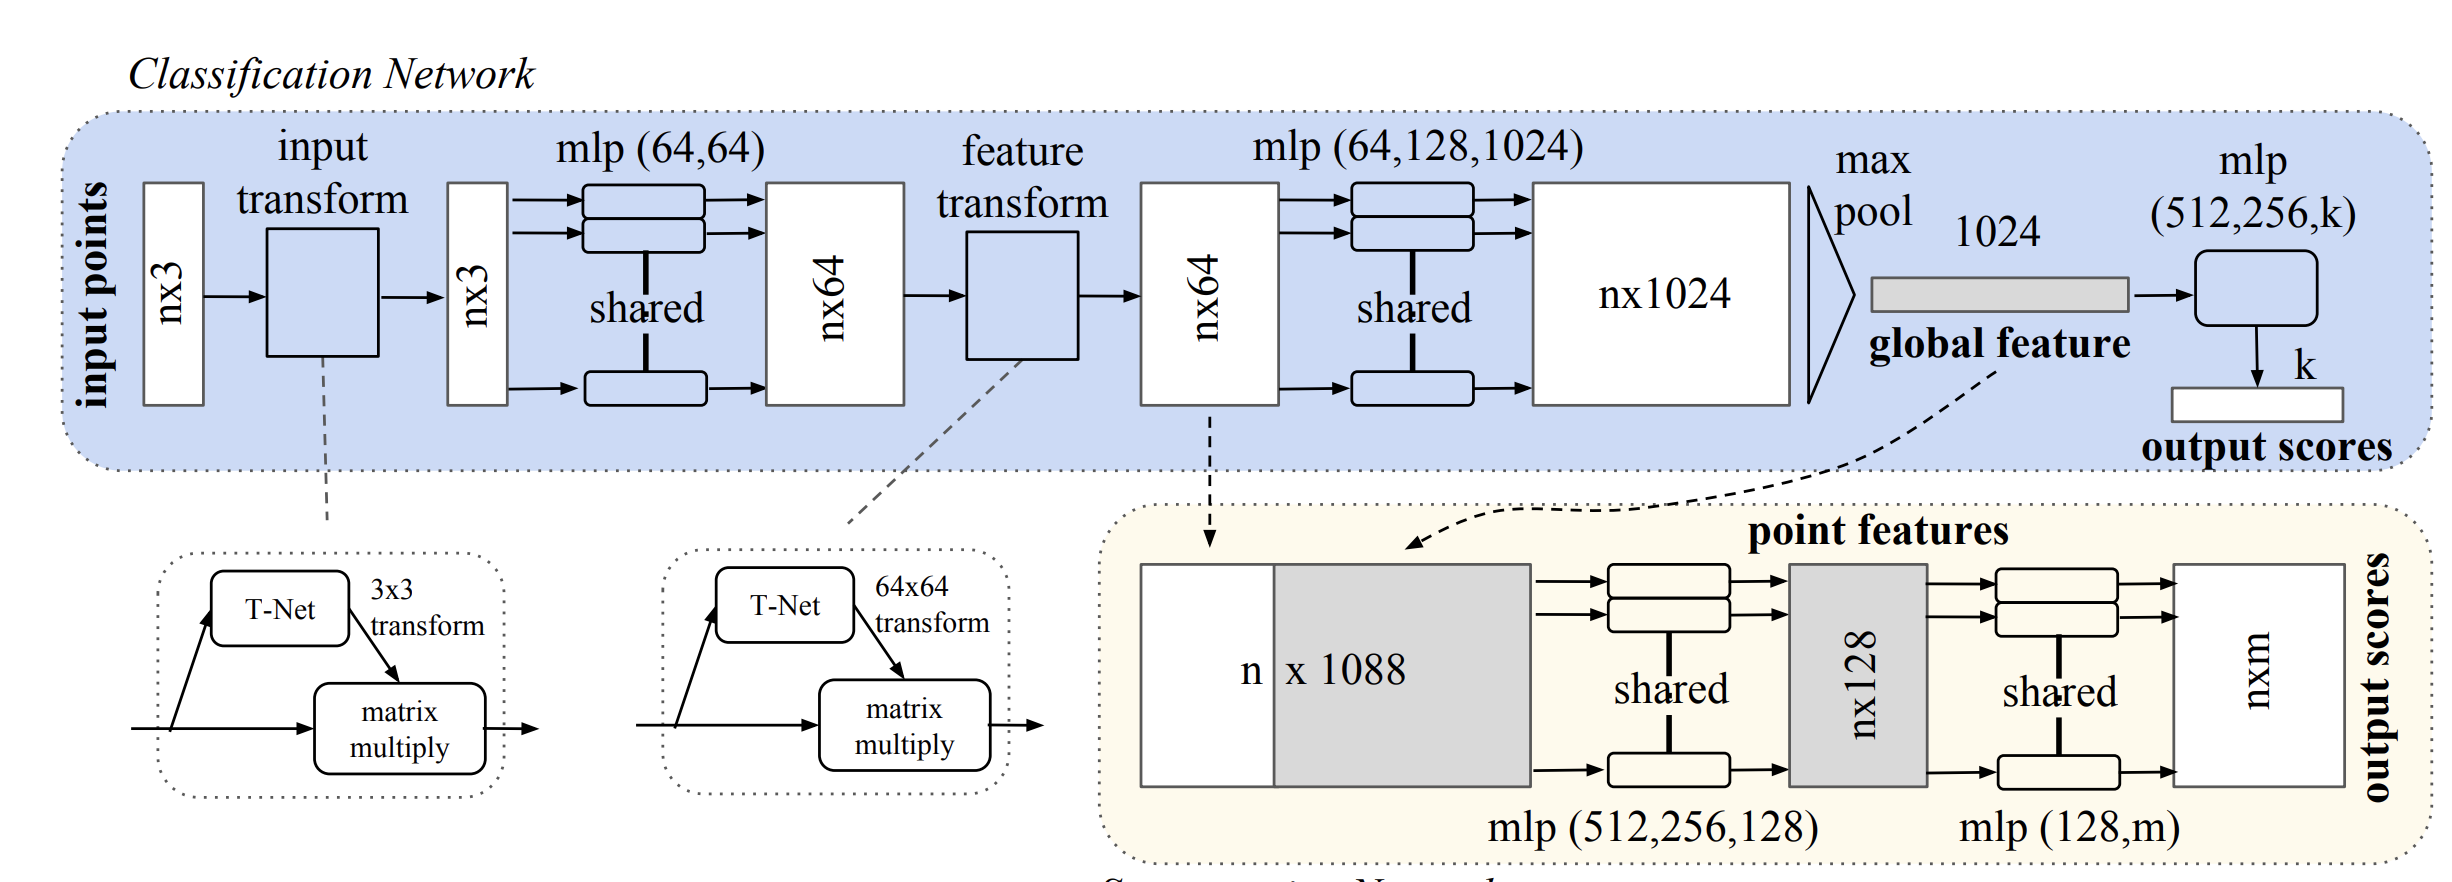 Classification Network
input points
nx3
input
transform
nx3
mlp (64,64)
shared
nx64
feature
transform
nx64
mlp (64,128,1024)
shared
nx1024
max
pool
1024
global feature
mlp
(512,256,k)
k
output scores
T-Net
3x3
transform
matrix
multiply
T-Net
64x64
transform
matrix
multiply
point features
n x 1088
shared
mlp (512,256,128)
nx128
shared
mlp (128,m)
nxm
output scores